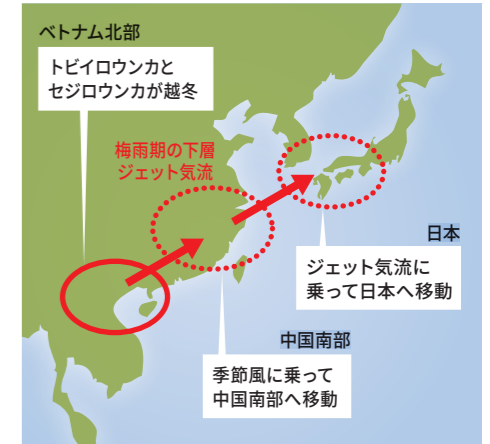 ベトナム北部
トビイロウンカと
セジロウンカが越冬
梅雨期の下層
ジェット気流
日本
ジェット気流に
乗って日本へ移動
中国南部
季節風に乗って
中国南部へ移動